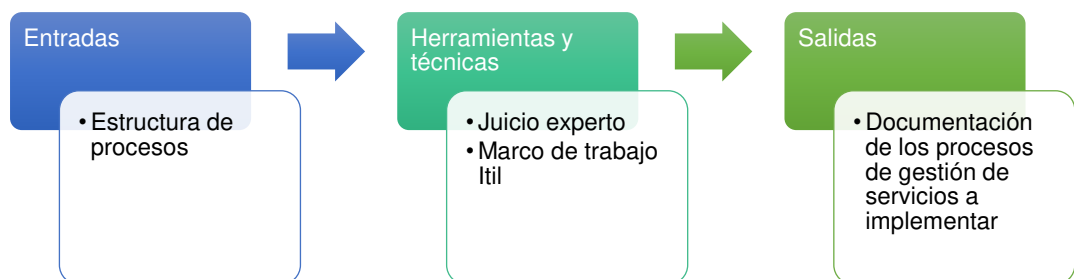 Entradas
• Estructura de
procesos
Herramientas y
técnicas
• Juicio experto
• Marco de trabajo
Itil
Salidas
• Documentación
de los procesos
de gestión de
servicios a
implementar